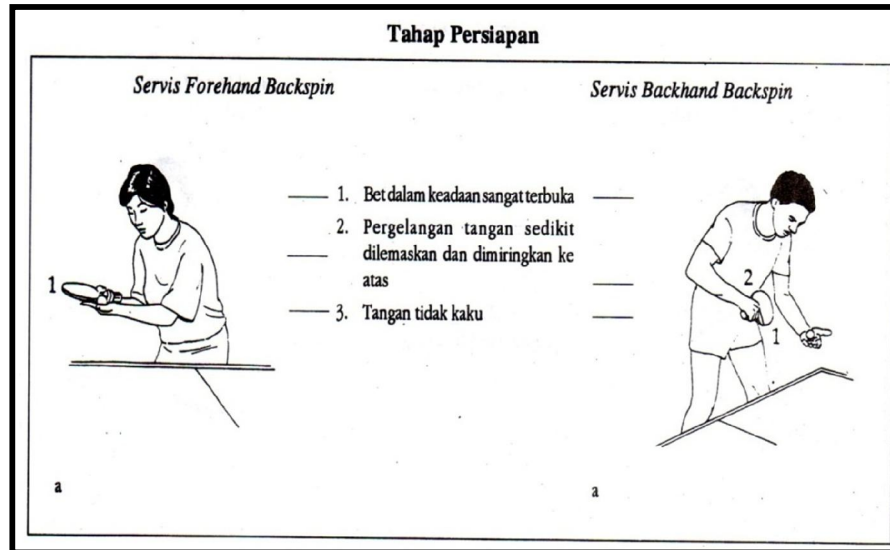 Tahap Persiapan
Servis Forehand Backspin
Servis Backhand Backspin
1. Bet dalam keadaan sangat terbuka
2. Pergelangan tangan sedikit
dilemaskan dan dimiringkan ke
atas
3. Tangan tidak kaku
1
2
1
a
a